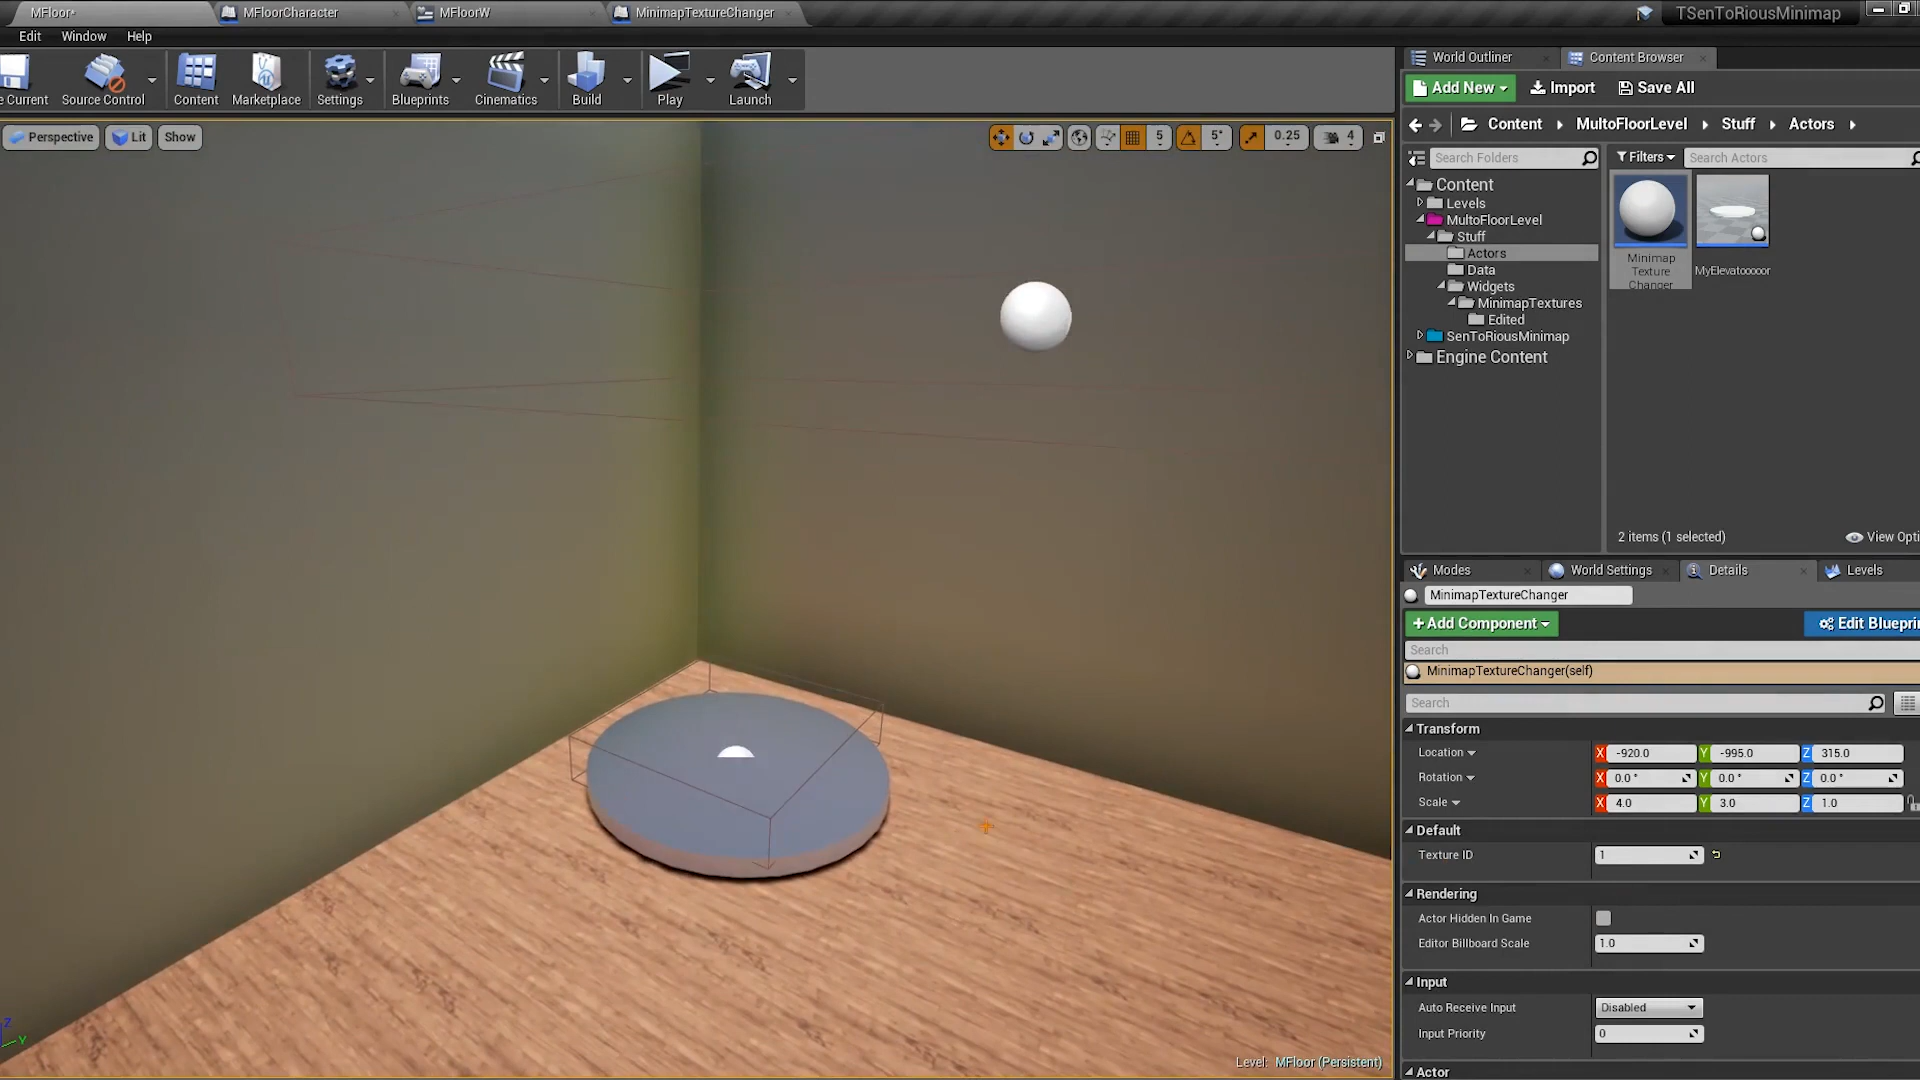 MFloor*
MFloorCharacter
MFloorW
MinimapTextureChanger
TSenToRiousMinimap
Edit Window Help
e Current
Source Control
Content
Marketplace
Settings
Blueprints
Cinematics
Build
Play
Launch
World Outliner
Content Browser
Add New
Import
Save All
Content
MultoFloorLevel
Stuff
Actors
Perspective
Lit
Show
5
5°
0.25
4
Search Folders
Filters
Search Actors
Content
Levels
MultoFloorLevel
Stuff
Actors
Data
Widgets
MinimapTextures
Edited
SenToRiousMinimap
Engine Content
Minimap
Texture
Changer
MyElevatooooor
2 items (1 selected)
View Opti
Modes
World Settings
Details
Levels
MinimapTextureChanger
+Add Component
Edit Blueprin
Search
MinimapTextureChanger(self)
Search
Transform
Location X -920.0 Y -995.0 Z 315.0
Rotation X 0.0 ° Y 0.0 ° Z 0.0 °
Scale X 4.0 Y 3.0 Z 1.0
Default
Texture ID 1
Rendering
Actor Hidden In Game
Editor Billboard Scale 1.0
Input
Auto Receive Input Disabled
Input Priority 0
Actor
Level: MFloor (Persistent)
Z
Y